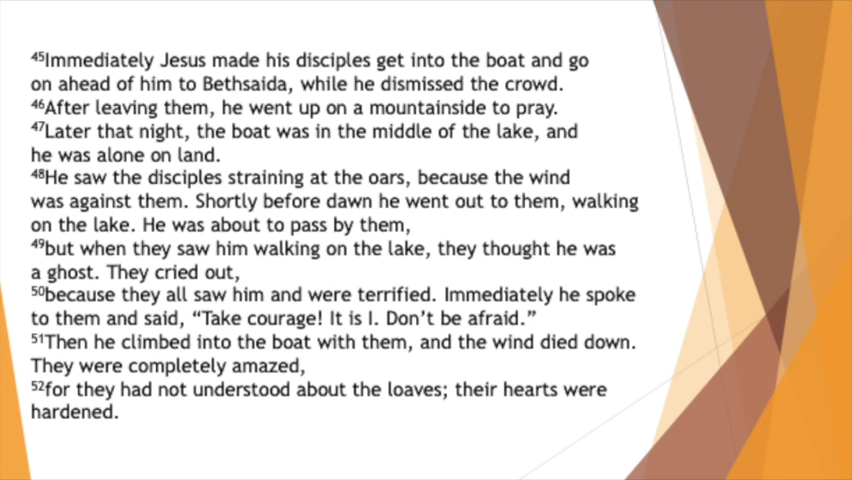 ⁴⁵Immediately Jesus made his disciples get into the boat and go
on ahead of him to Bethsaida, while he dismissed the crowd.
⁴⁶After leaving them, he went up on a mountainside to pray.
⁴⁷Later that night, the boat was in the middle of the lake, and
he was alone on land.
⁴⁸He saw the disciples straining at the oars, because the wind
was against them. Shortly before dawn he went out to them, walking
on the lake. He was about to pass by them,
⁴⁹but when they saw him walking on the lake, they thought he was
a ghost. They cried out,
⁵⁰because they all saw him and were terrified. Immediately he spoke
to them and said, “Take courage! It is I. Don’t be afraid.”
⁵¹Then he climbed into the boat with them, and the wind died down.
They were completely amazed,
⁵²for they had not understood about the loaves; their hearts were
hardened.